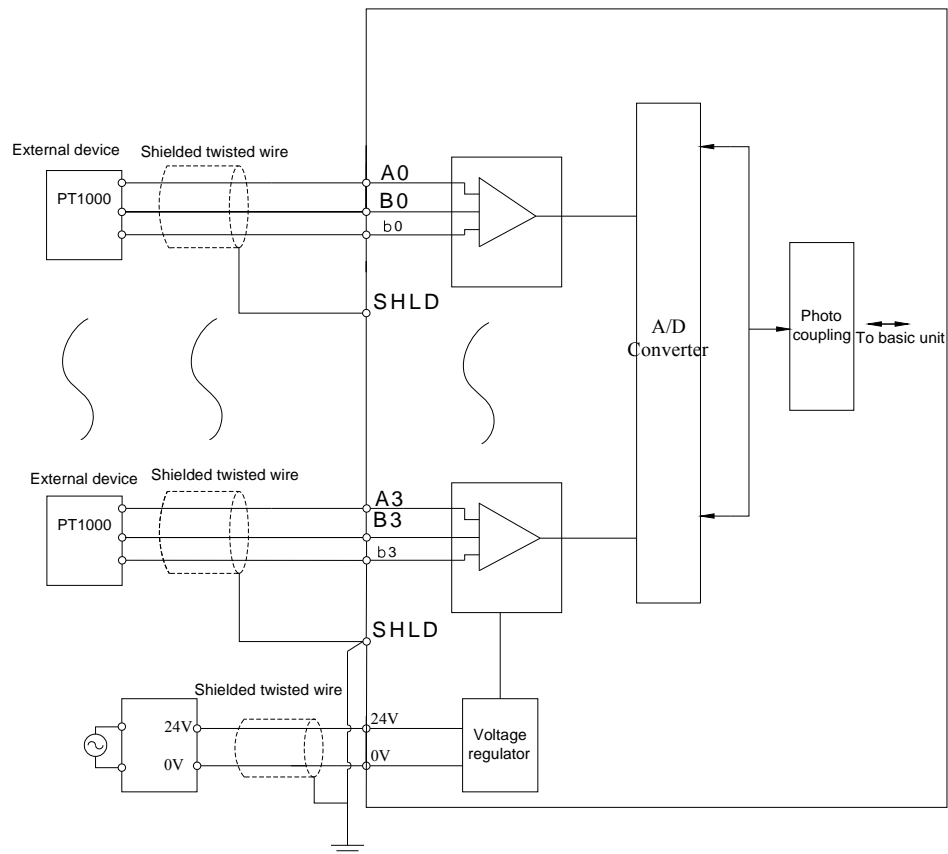 External device
Shielded twisted wire
PT1000
A0
B0
b0
SHLD
A/D
Converter
Photo
coupling
To basic unit
External device
Shielded twisted wire
PT1000
A3
B3
b3
SHLD
Shielded twisted wire
24V
0V
24V
0V
Voltage
regulator